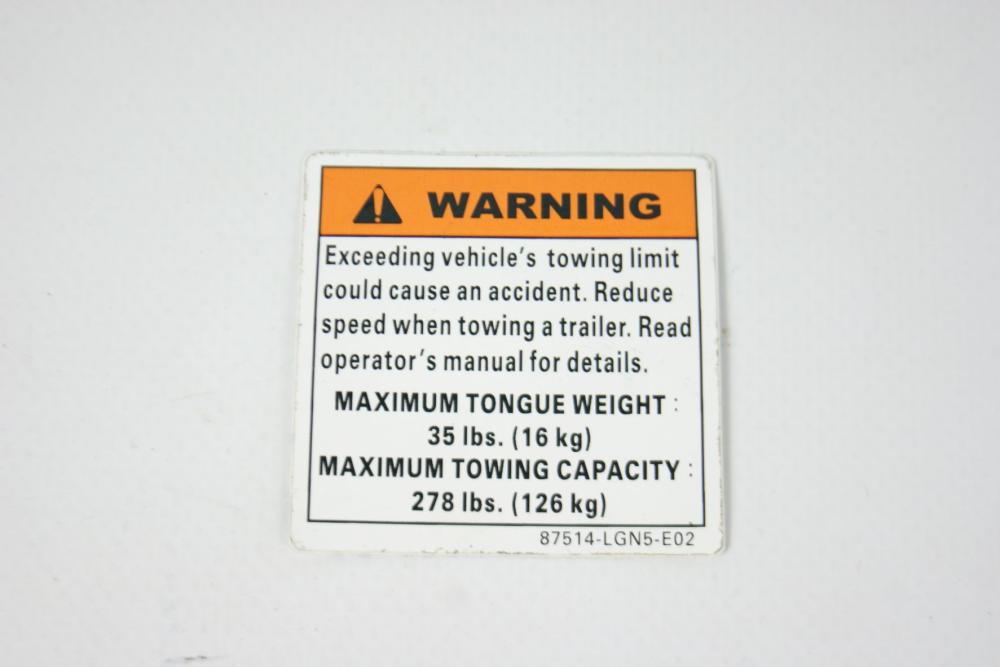 WARNING
Exceeding vehicle's towing limit
could cause an accident. Reduce
speed when towing a trailer. Read
operator's manual for details.
MAXIMUM TONGUE WEIGHT:
35 lbs. (16 kg)
MAXIMUM TOWING CAPACITY:
278 lbs. (126 kg)
87514-LGN5-E02